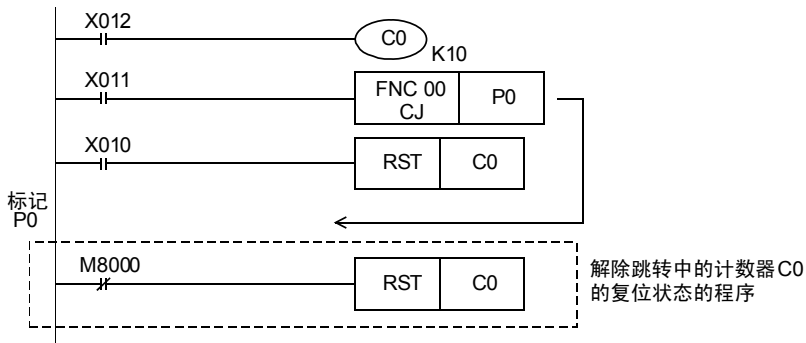 X012
C0
K10
X011
FNC 00
CJ
P0
X010
RST
C0
标记
P0
M8000
RST
C0
解除跳转中的计数器C0
的复位状态的程序